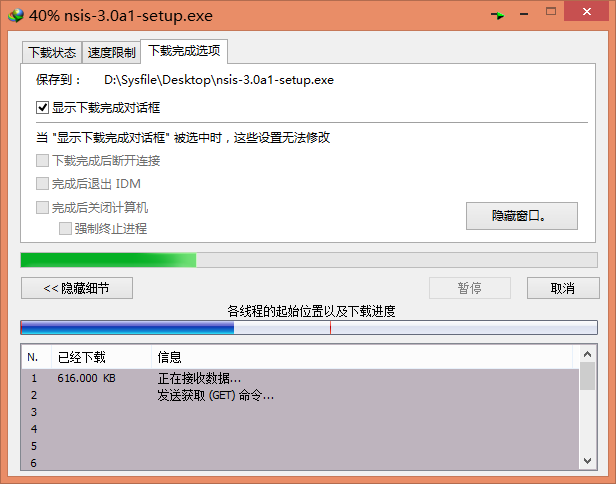 40% nsis-3.0a1-setup.exe
下载状态 速度限制 下载完成选项
保存到： D:\Sysfile\Desktop\nsis-3.0a1-setup.exe
显示下载完成对话框
当 "显示下载完成对话框" 被选中时，这些设置无法修改
下载完成后断开连接
完成后退出 IDM
完成后关闭计算机
强制终止进程
隐藏窗口。
<< 隐藏细节 暂停 取消
各线程的起始位置以及下载进度
N. 已经下载 信息
1 616.000 KB 正在接收数据...
2 发送获取 (GET) 命令...
3
4
5
6